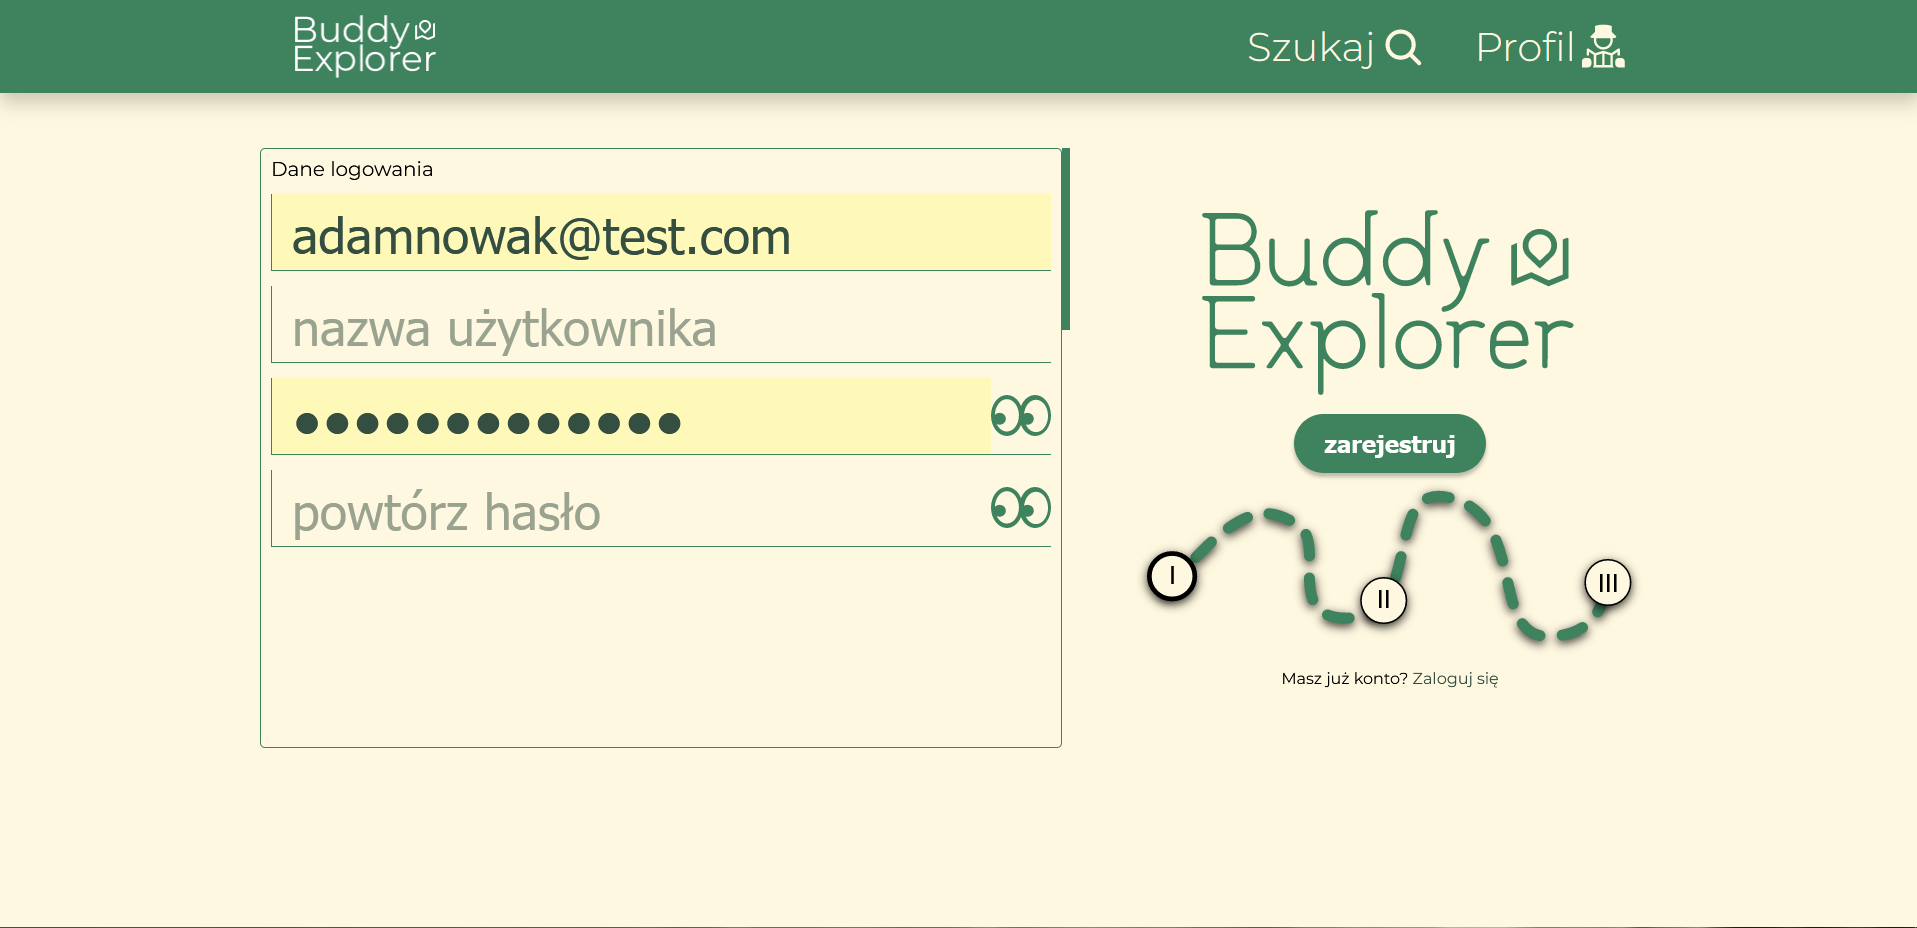 Buddy
Explorer
Szukaj
Profil
Dane logowania
adamnowak@test.com
nazwa użytkownika
●●●●●●●●●●●●●
powtórz hasło
Buddy
Explorer
zarejestruj
I
II
III
Masz już konto? Zaloguj się